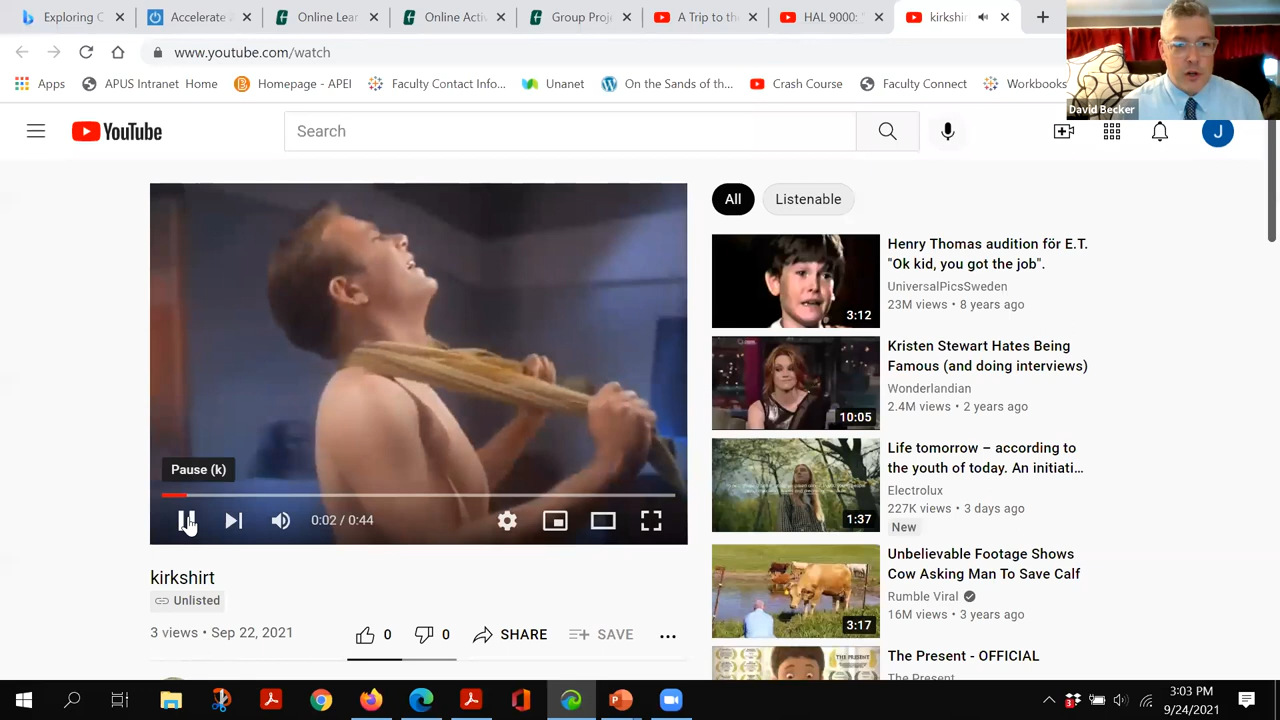 Exploring C
Accelerate
Online Lear
Online Activ
Group Proje
A Trip to the
HAL 9000: "
kirkshir
www.youtube.com/watch
Apps
APUS Intranet Home
Homepage - APEI
Faculty Contact Info...
Unanet
On the Sands of th...
Crash Course
Faculty Connect
Workbooks
David Becker
YouTube
Search
J
All
Listenable
Henry Thomas audition för E.T.
"Ok kid, you got the job".
UniversalPicsSweden
23M views • 8 years ago
3:12
Kristen Stewart Hates Being
Famous (and doing interviews)
Wonderlandian
2.4M views • 2 years ago
10:05
Life tomorrow – according to
the youth of today. An initiati...
Electrolux
227K views • 3 days ago
New
1:37
Unbelievable Footage Shows
Cow Asking Man To Save Calf
Rumble Viral
16M views • 3 years ago
3:17
The Present - OFFICIAL
The Present
Pause (k)
0:02 / 0:44
kirkshirt
Unlisted
3 views • Sep 22, 2021
0
0
SHARE
SAVE
3:03 PM
9/24/2021